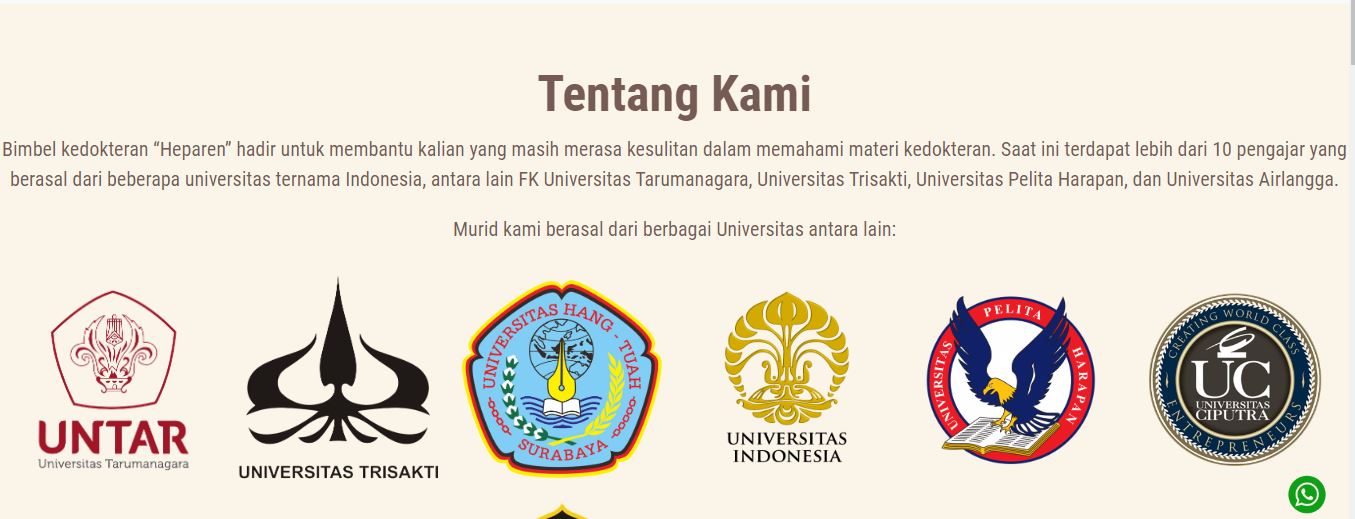 Tentang Kami
Bimbel kedokteran “Heparen” hadir untuk membantu kalian yang masih merasa kesulitan dalam memahami materi kedokteran. Saat ini terdapat lebih dari 10 pengajar yang
berasal dari beberapa universitas ternama Indonesia, antara lain FK Universitas Tarumanagara, Universitas Trisakti, Universitas Pelita Harapan, dan Universitas Airlangga.
Murid kami berasal dari berbagai Universitas antara lain:
UNTAR
Universitas Tarumanagara
UNIVERSITAS TRISAKTI
UNIVERSITAS HANG - TUAH
SURABAYA
UNIVERSITAS
INDONESIA
UNIVERSITAS PELITA HARAPAN
CREATING WORLD CLASS
UC
UNIVERSITAS
CIPUTRA
ENTREPRENEURS